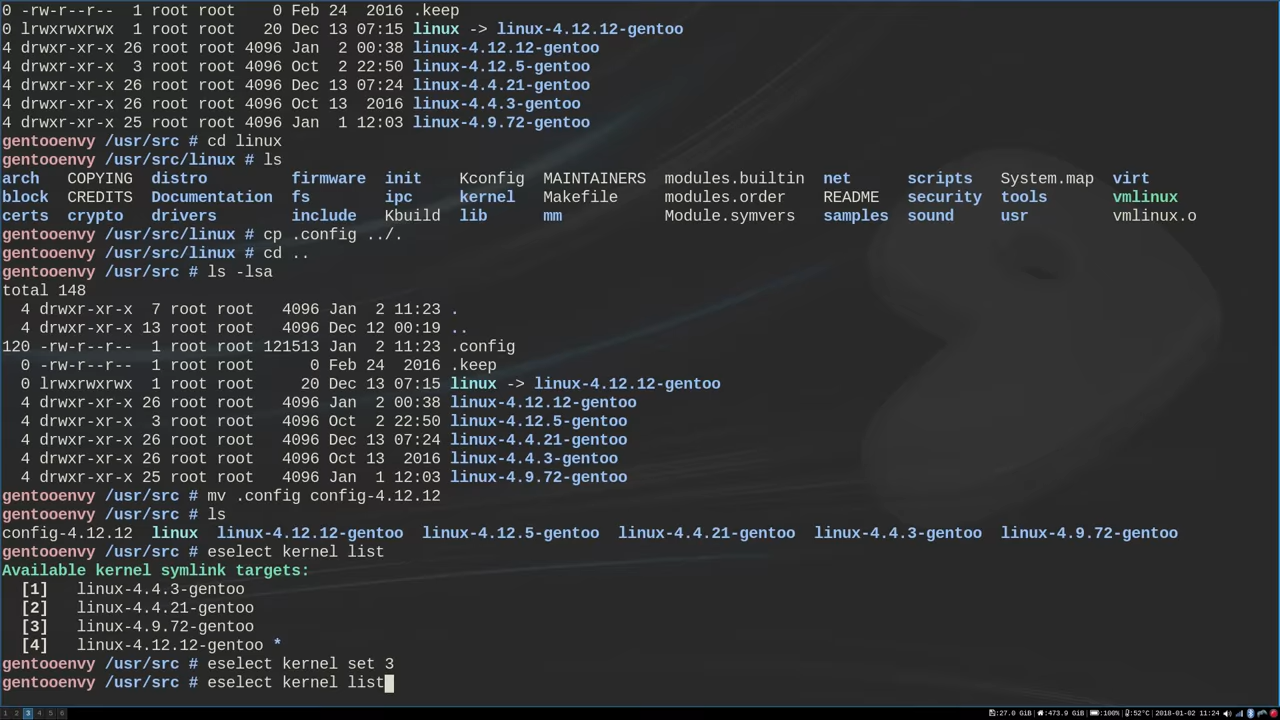 0 -rw-r--r--  1 root root    0 Feb 24  2016 .keep
0 lrwxrwxrwx  1 root root   20 Dec 13 07:15 linux -> linux-4.12.12-gentoo
4 drwxr-xr-x 26 root root 4096 Jan  2 00:38 linux-4.12.12-gentoo
4 drwxr-xr-x  3 root root 4096 Oct  2 22:50 linux-4.12.5-gentoo
4 drwxr-xr-x 26 root root 4096 Dec 13 07:24 linux-4.4.21-gentoo
4 drwxr-xr-x 26 root root 4096 Oct 13  2016 linux-4.4.3-gentoo
4 drwxr-xr-x 25 root root 4096 Jan  1 12:03 linux-4.9.72-gentoo
gentooenvy /usr/src # cd linux
gentooenvy /usr/src/linux # ls
arch   COPYING  distro         firmware  init    Kconfig  MAINTAINERS  modules.builtin  net      scripts   System.map  virt
block  CREDITS  Documentation  fs        ipc     kernel   Makefile     modules.order    README   security  tools       vmlinux
certs  crypto   drivers        include   Kbuild  lib      mm           Module.symvers   samples  sound     usr         vmlinux.o
gentooenvy /usr/src/linux # cp .config ../.
gentooenvy /usr/src/linux # cd ..
gentooenvy /usr/src # ls -lsa
total 148
  4 drwxr-xr-x  7 root root   4096 Jan  2 11:23 .
  4 drwxr-xr-x 13 root root   4096 Dec 12 00:19 ..
120 -rw-r--r--  1 root root 121513 Jan  2 11:23 .config
  0 -rw-r--r--  1 root root      0 Feb 24  2016 .keep
  0 lrwxrwxrwx  1 root root     20 Dec 13 07:15 linux -> linux-4.12.12-gentoo
  4 drwxr-xr-x 26 root root   4096 Jan  2 00:38 linux-4.12.12-gentoo
  4 drwxr-xr-x  3 root root   4096 Oct  2 22:50 linux-4.12.5-gentoo
  4 drwxr-xr-x 26 root root   4096 Dec 13 07:24 linux-4.4.21-gentoo
  4 drwxr-xr-x 26 root root   4096 Oct 13  2016 linux-4.4.3-gentoo
  4 drwxr-xr-x 25 root root   4096 Jan  1 12:03 linux-4.9.72-gentoo
gentooenvy /usr/src # mv .config config-4.12.12
gentooenvy /usr/src # ls
config-4.12.12  linux  linux-4.12.12-gentoo  linux-4.12.5-gentoo  linux-4.4.21-gentoo  linux-4.4.3-gentoo  linux-4.9.72-gentoo
gentooenvy /usr/src # eselect kernel list
Available kernel symlink targets:
  [1]   linux-4.4.3-gentoo
  [2]   linux-4.4.21-gentoo
  [3]   linux-4.9.72-gentoo
  [4]   linux-4.12.12-gentoo *
gentooenvy /usr/src # eselect kernel set 3
gentooenvy /usr/src # eselect kernel list
1 2 3 4 5 6 :27.0 GiB :473.9 GiB :100% :52°C 2018-01-02 11:24